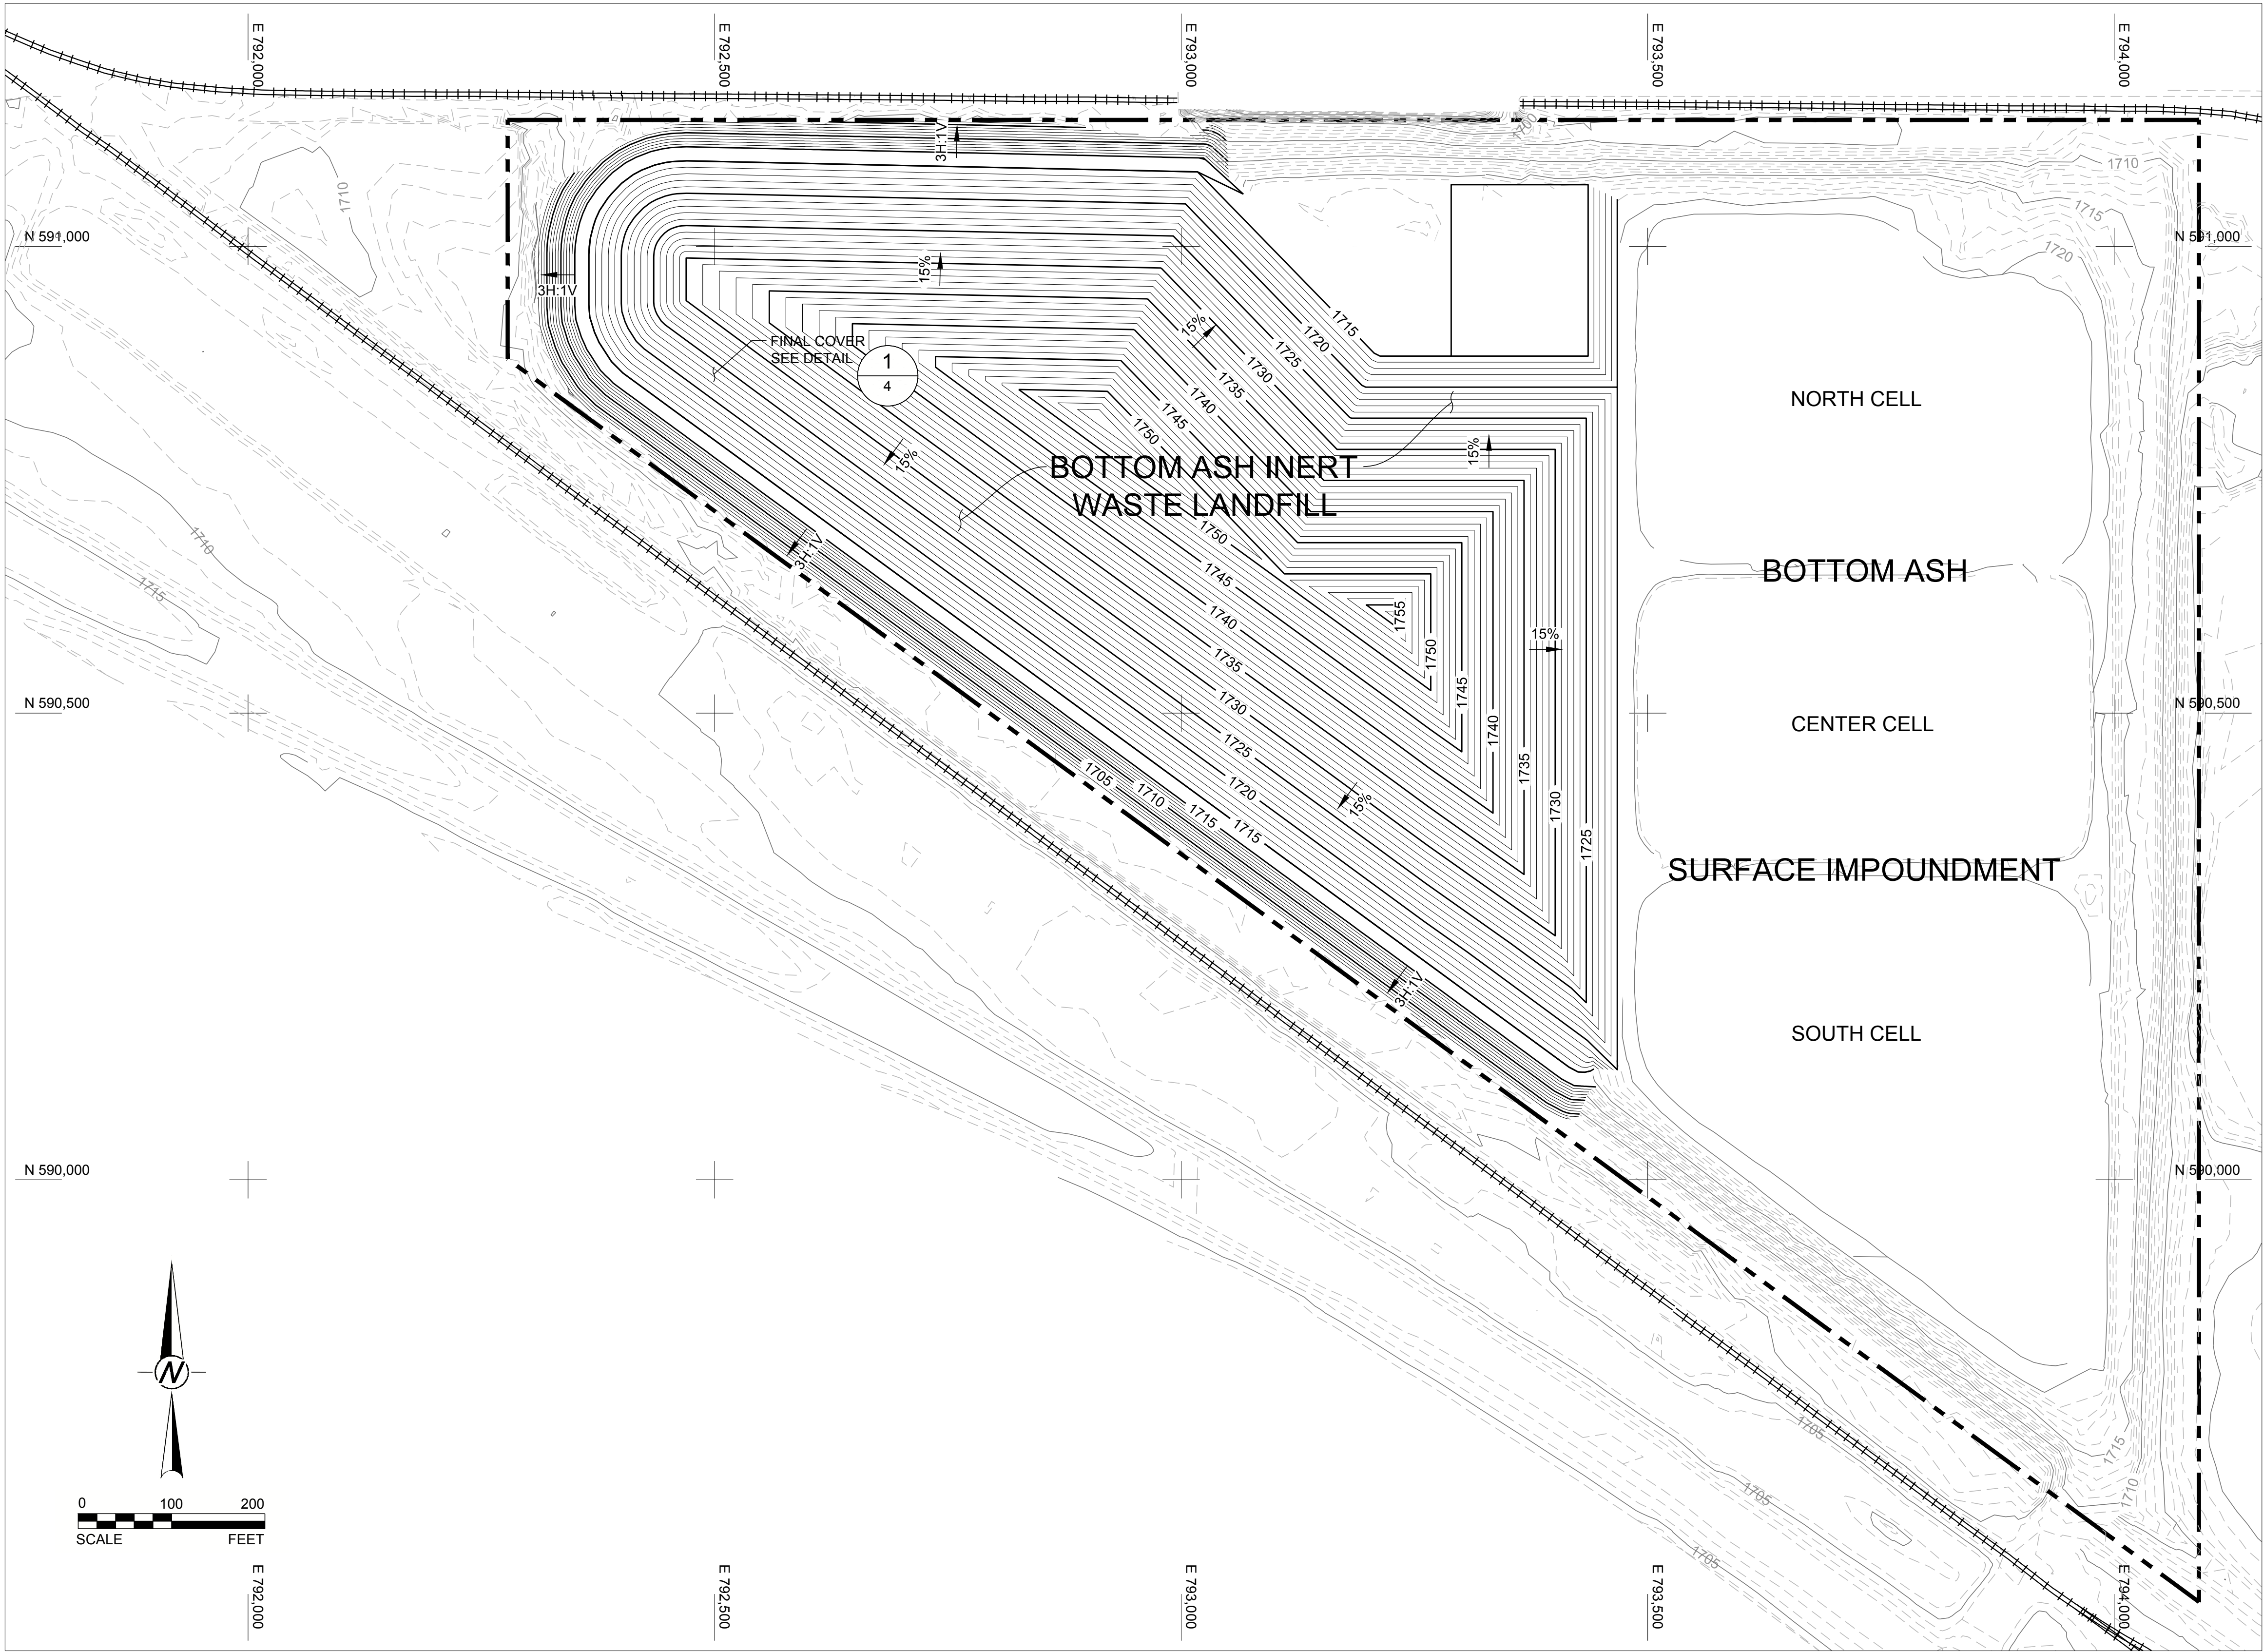 E 792,000
E 792,500
E 793,000
E 793,500
E 794,000
1700
3H:1V
1710
1710
1715
N 591,000
N 591,000
1720
15%
3H:1V
1715
15%
1720
FINAL COVER
SEE DETAIL
1
4
1725
1730
1735
1740
1745
1750
NORTH CELL
15%
15%
BOTTOM ASH INERT
WASTE LANDFILL
1750
1710
3H:1V
1715
BOTTOM ASH
1745
1740
1755
15%
1750
1735
1745
N 590,500
1730
N 590,500
CENTER CELL
1740
1725
1735
1705
1710
1720
15%
1730
1715
1715
1725
SURFACE IMPOUNDMENT
3H:1V
SOUTH CELL
N 590,000
N 590,000
N
1705
1715
1710
1705
1705
0 100 200
SCALE FEET
E 792,000
E 792,500
E 793,000
E 793,500
E 794,000